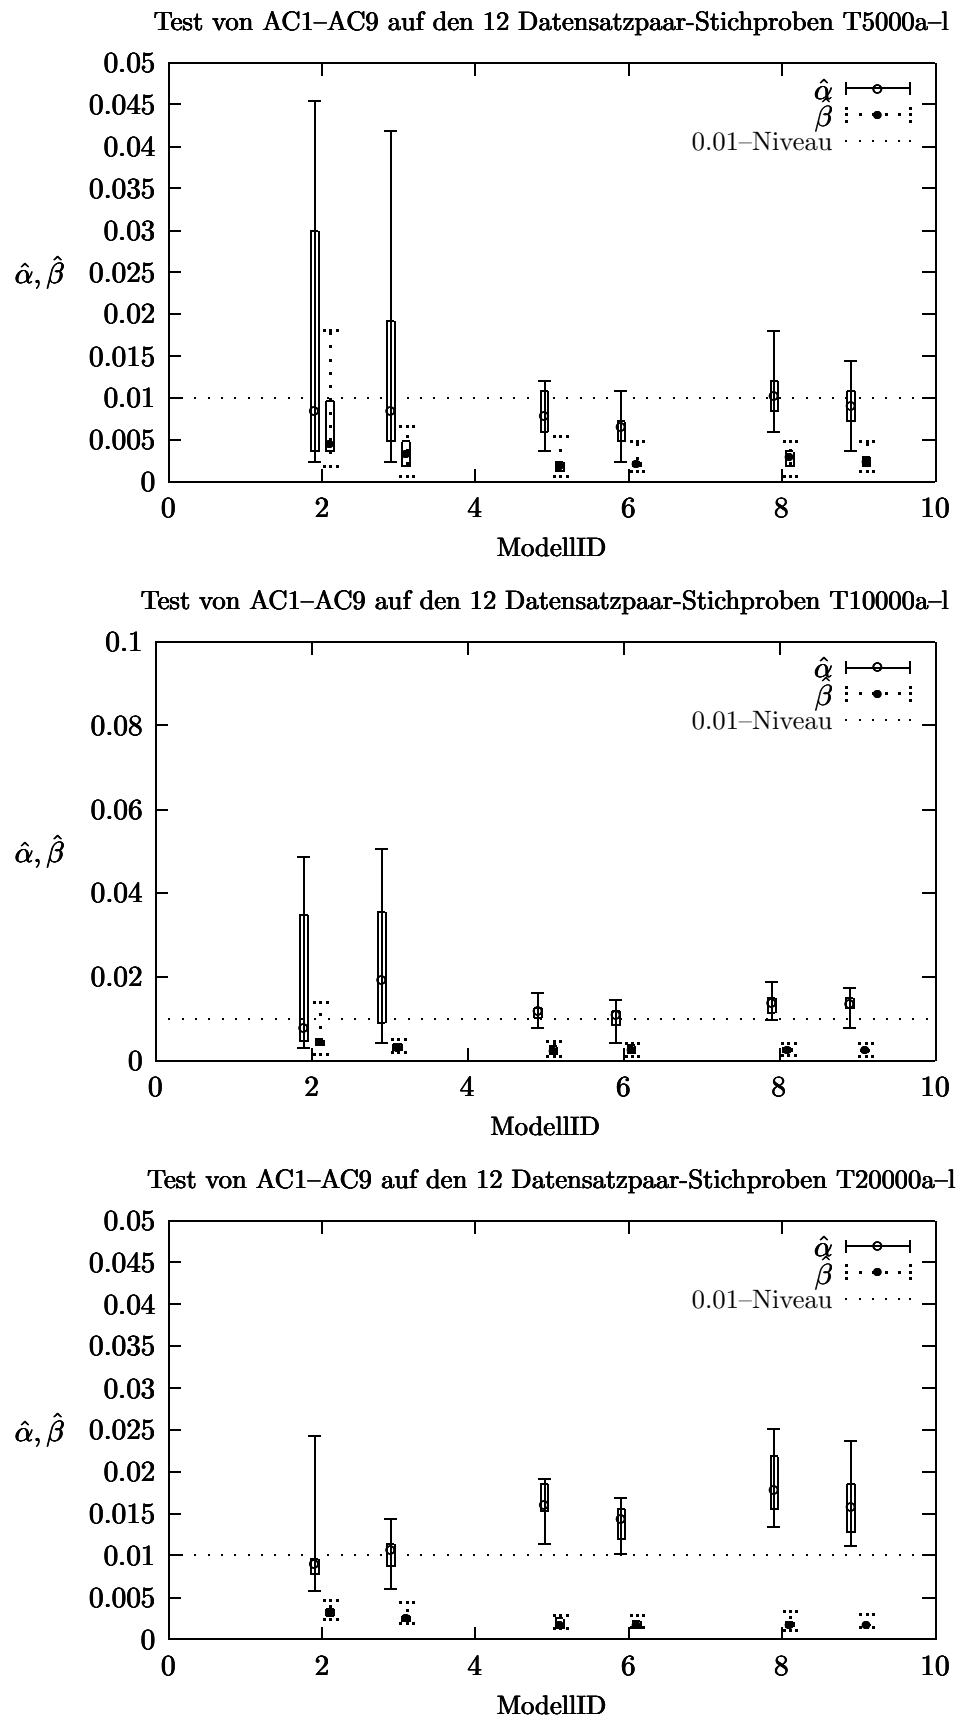 Test von AC1–AC9 auf den 12 Datensatzpaar-Stichproben T5000a–l
0.05
0.045
0.04
0.035
0.03
0.025
0.02
0.015
0.01
0.005
0
α̂, β̂
α̂
β̂
0.01–Niveau
0 2 4 6 8 10
ModellID
Test von AC1–AC9 auf den 12 Datensatzpaar-Stichproben T10000a–l
0.1
0.08
0.06
0.04
0.02
0
α̂, β̂
α̂
β̂
0.01–Niveau
0 2 4 6 8 10
ModellID
Test von AC1–AC9 auf den 12 Datensatzpaar-Stichproben T20000a–l
0.05
0.045
0.04
0.035
0.03
0.025
0.02
0.015
0.01
0.005
0
α̂, β̂
α̂
β̂
0.01–Niveau
0 2 4 6 8 10
ModellID